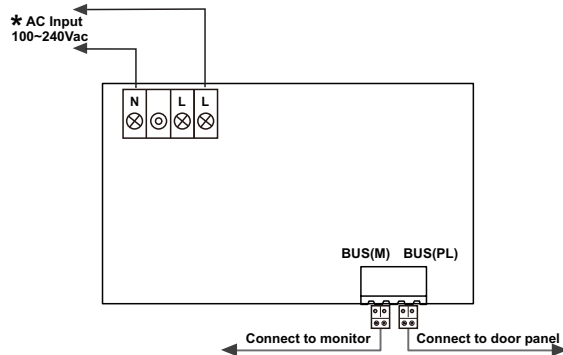 * AC Input
100~240Vac
N L L
BUS(M) BUS(PL)
Connect to monitor Connect to door panel